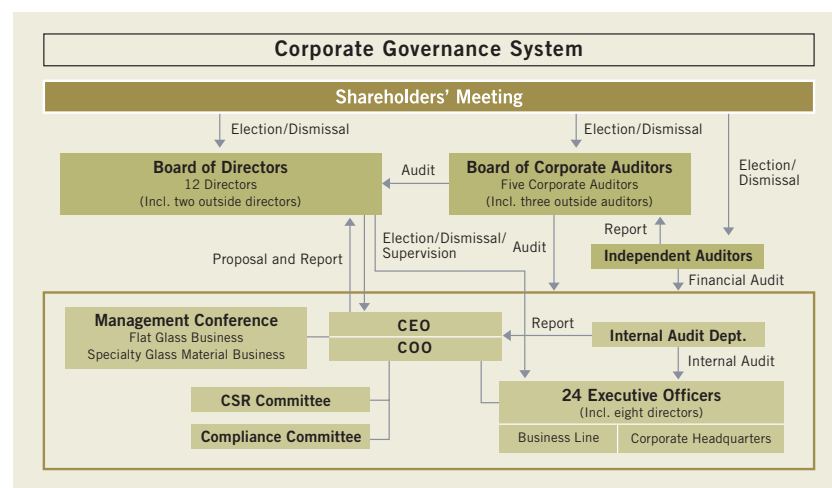 Corporate Governance System
Shareholders' Meeting
Election/Dismissal
Election/Dismissal
Election/
Dismissal
Board of Directors
12 Directors
(Incl. two outside directors)
Audit
Board of Corporate Auditors
Five Corporate Auditors
(Incl. three outside auditors)
Report
Independent Auditors
Financial Audit
Proposal and Report
Election/Dismissal/
Supervision
Audit
Management Conference
Flat Glass Business
Specialty Glass Material Business
CEO
COO
Report
Internal Audit Dept.
Internal Audit
CSR Committee
Compliance Committee
24 Executive Officers
(Incl. eight directors)
Business Line
Corporate Headquarters